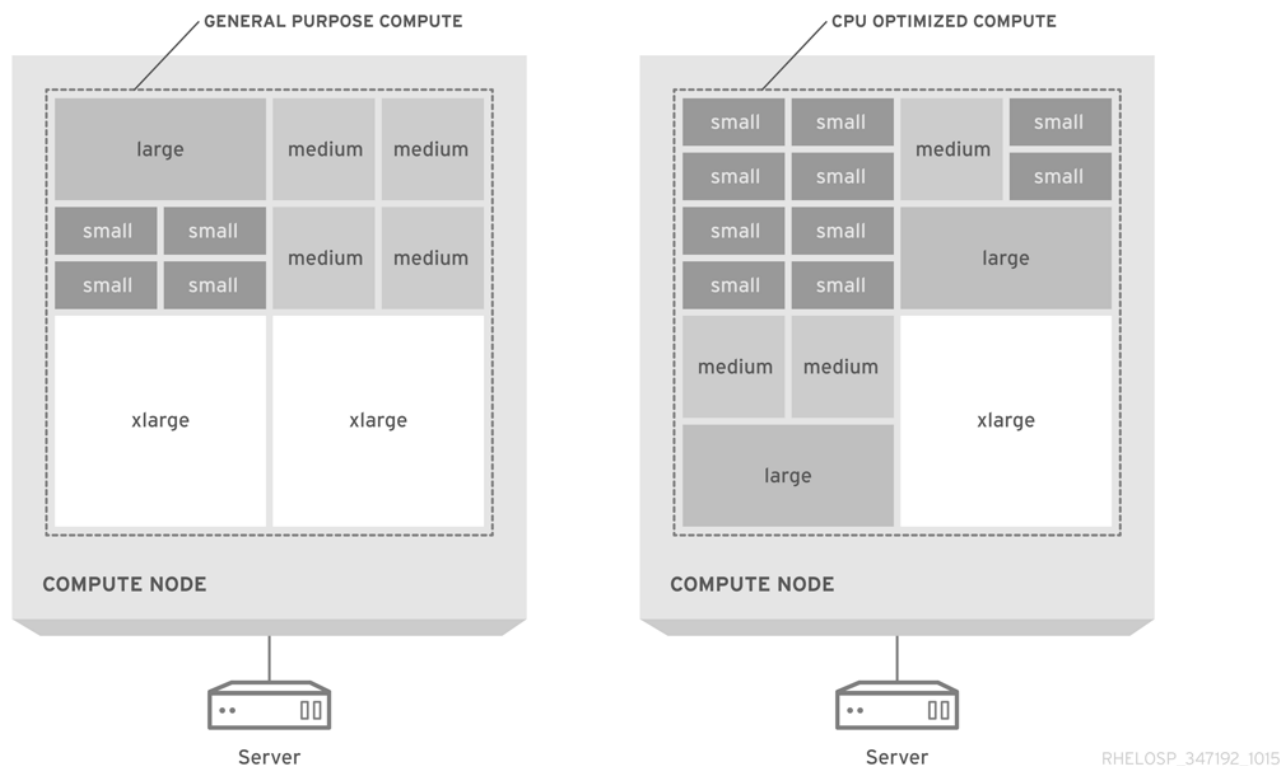 GENERAL PURPOSE COMPUTE
large
medium
medium
small
small
medium
medium
small
small
xlarge
xlarge
COMPUTE NODE
Server
CPU OPTIMIZED COMPUTE
small
small
medium
small
small
small
small
small
small
large
small
small
medium
medium
xlarge
large
COMPUTE NODE
Server
RHELOSP_347192_1015